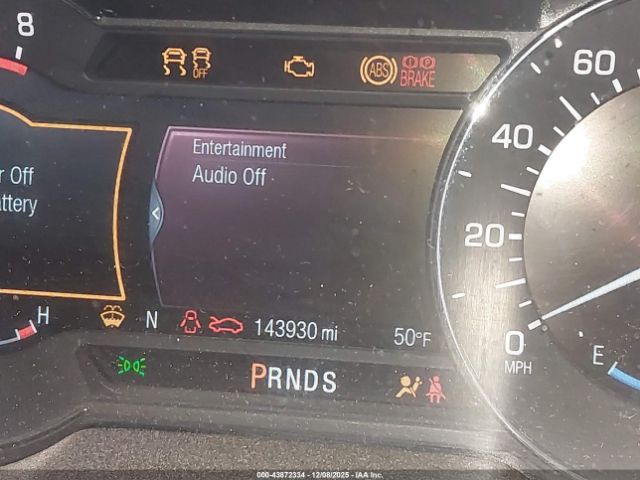 8
OFF
ABS
BRAKE
60
40
20
0
MPH
E
r Off
attery
Entertainment
Audio Off
H
N
143930 mi
50°F
PRNDS
000-43872334 | 12/08/2025 | IAA Inc.